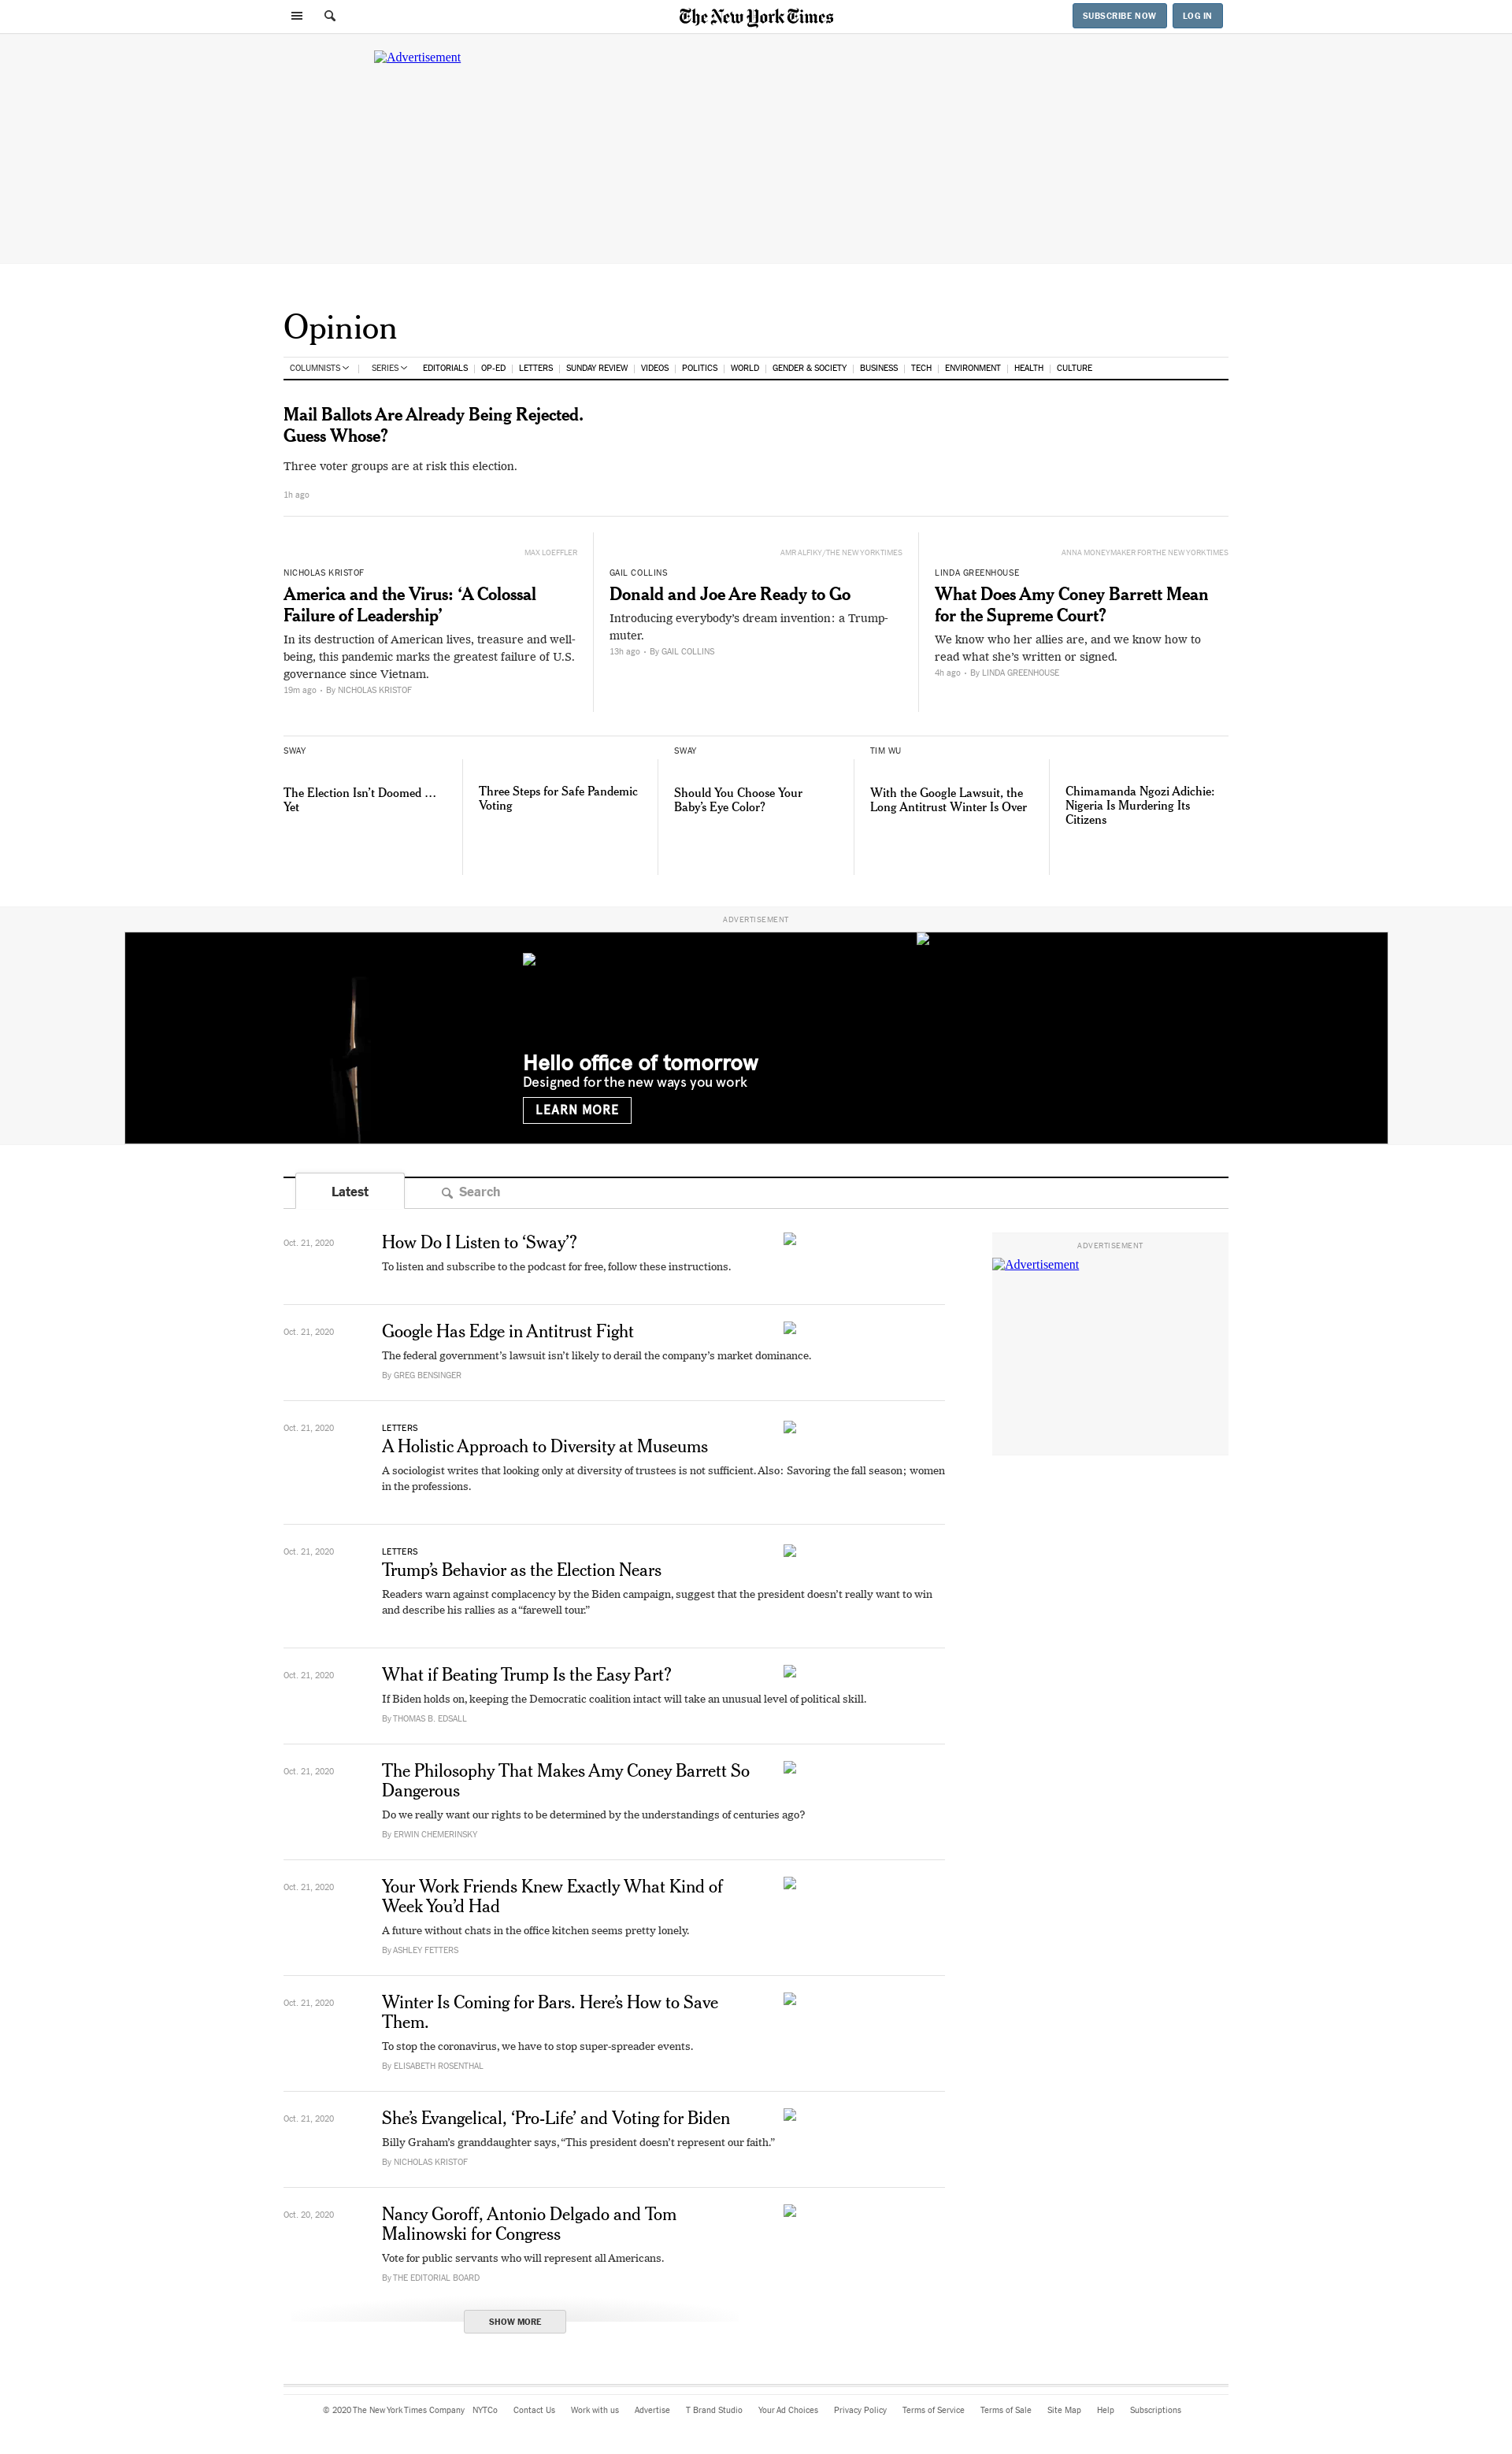 The New York Times
SUBSCRIBE NOW
LOG IN
Advertisement
Opinion
COLUMNISTS
SERIES
EDITORIALS
OP-ED
LETTERS
SUNDAY REVIEW
VIDEOS
POLITICS
WORLD
GENDER & SOCIETY
BUSINESS
TECH
ENVIRONMENT
HEALTH
CULTURE
Mail Ballots Are Already Being Rejected.
Guess Whose?
Three voter groups are at risk this election.
1h ago
MAX LOEFFLER
NICHOLAS KRISTOF
America and the Virus: ‘A Colossal
Failure of Leadership’
In its destruction of American lives, treasure and well-
being, this pandemic marks the greatest failure of U.S.
governance since Vietnam.
19m ago • By NICHOLAS KRISTOF
AMR ALFIKY/THE NEW YORK TIMES
GAIL COLLINS
Donald and Joe Are Ready to Go
Introducing everybody’s dream invention: a Trump-
muter.
13h ago • By GAIL COLLINS
ANNA MONEYMAKER FOR THE NEW YORK TIMES
LINDA GREENHOUSE
What Does Amy Coney Barrett Mean
for the Supreme Court?
We know who her allies are, and we know how to
read what she’s written or signed.
4h ago • By LINDA GREENHOUSE
SWAY
The Election Isn’t Doomed …
Yet
Three Steps for Safe Pandemic
Voting
SWAY
Should You Choose Your
Baby’s Eye Color?
TIM WU
With the Google Lawsuit, the
Long Antitrust Winter Is Over
Chimamanda Ngozi Adichie:
Nigeria Is Murdering Its
Citizens
ADVERTISEMENT
Hello office of tomorrow
Designed for the new ways you work
LEARN MORE
Latest
Search
Oct. 21, 2020
How Do I Listen to ‘Sway’?
To listen and subscribe to the podcast for free, follow these instructions.
ADVERTISEMENT
Advertisement
Oct. 21, 2020
Google Has Edge in Antitrust Fight
The federal government’s lawsuit isn’t likely to derail the company’s market dominance.
By GREG BENSINGER
Oct. 21, 2020
LETTERS
A Holistic Approach to Diversity at Museums
A sociologist writes that looking only at diversity of trustees is not sufficient. Also: Savoring the fall season; women
in the professions.
Oct. 21, 2020
LETTERS
Trump’s Behavior as the Election Nears
Readers warn against complacency by the Biden campaign, suggest that the president doesn’t really want to win
and describe his rallies as a “farewell tour.”
Oct. 21, 2020
What if Beating Trump Is the Easy Part?
If Biden holds on, keeping the Democratic coalition intact will take an unusual level of political skill.
By THOMAS B. EDSALL
Oct. 21, 2020
The Philosophy That Makes Amy Coney Barrett So
Dangerous
Do we really want our rights to be determined by the understandings of centuries ago?
By ERWIN CHEMERINSKY
Oct. 21, 2020
Your Work Friends Knew Exactly What Kind of
Week You’d Had
A future without chats in the office kitchen seems pretty lonely.
By ASHLEY FETTERS
Oct. 21, 2020
Winter Is Coming for Bars. Here’s How to Save
Them.
To stop the coronavirus, we have to stop super-spreader events.
By ELISABETH ROSENTHAL
Oct. 21, 2020
She’s Evangelical, ‘Pro-Life’ and Voting for Biden
Billy Graham’s granddaughter says, “This president doesn’t represent our faith.”
By NICHOLAS KRISTOF
Oct. 20, 2020
Nancy Goroff, Antonio Delgado and Tom
Malinowski for Congress
Vote for public servants who will represent all Americans.
By THE EDITORIAL BOARD
SHOW MORE
© 2020 The New York Times Company
NYTCo
Contact Us
Work with us
Advertise
T Brand Studio
Your Ad Choices
Privacy Policy
Terms of Service
Terms of Sale
Site Map
Help
Subscriptions